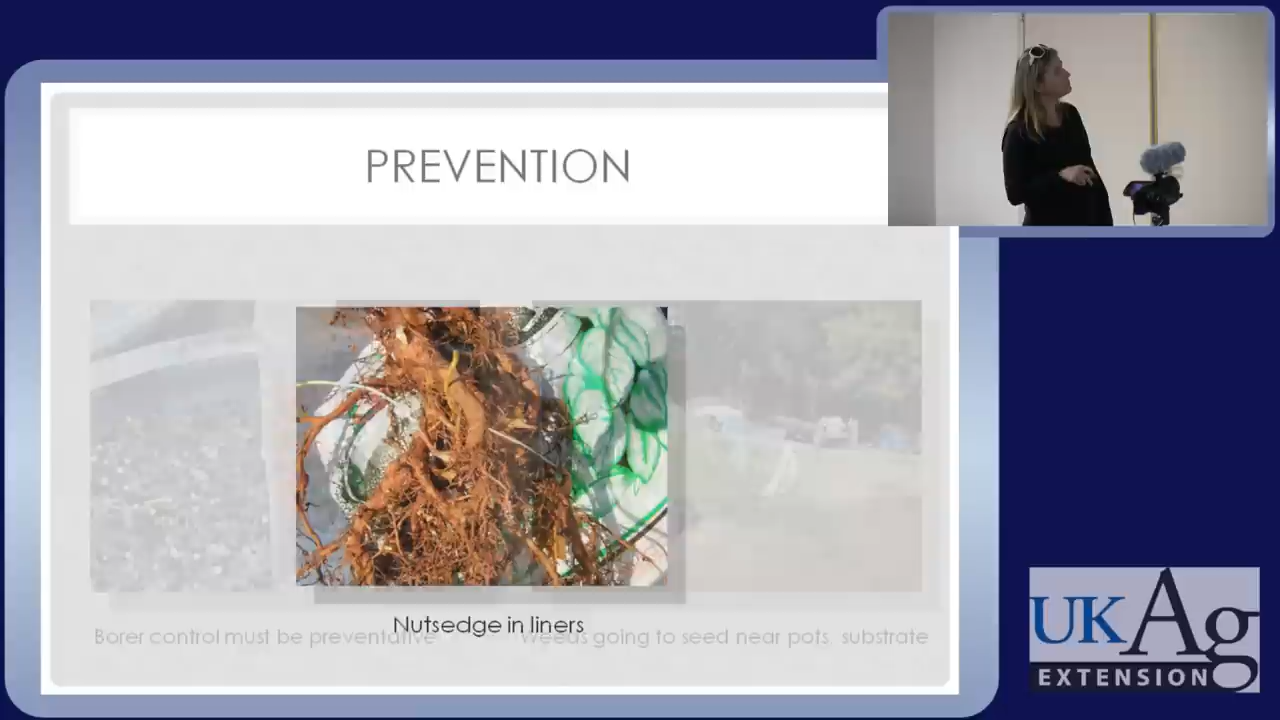 PREVENTION
Nutsedge in liners
Borer control must be preventative
Weeds going to seed near pots, substrate
UKAg
EXTENSION